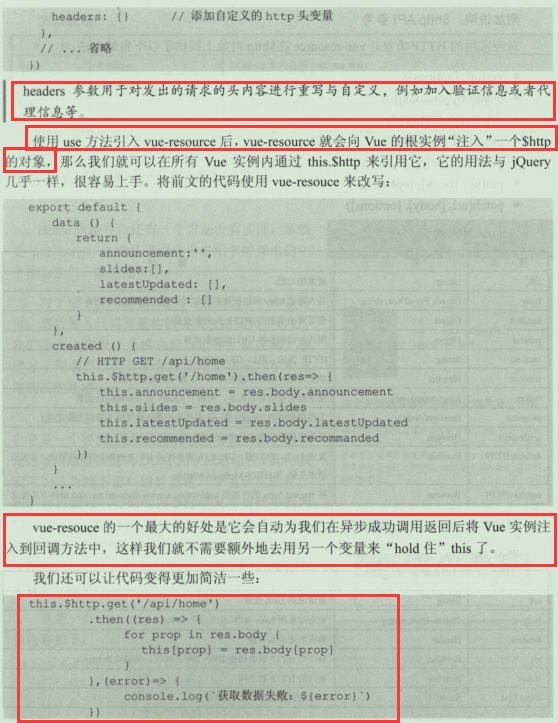 headers: {}     // 添加自定义的http头变量
},
// ... 省略
})
headers 参数用于对发出的请求的头内容进行重写与自定义，例如加入验证信息或者代
理信息等。
使用 use 方法引入 vue-resource 后，vue-resource 就会向 Vue 的根实例“注入”一个$http
的对象，那么我们就可以在所有 Vue 实例内通过 this.$http 来引用它，它的用法与 jQuery
几乎一样，很容易上手。将前文的代码使用 vue-resouce 来改写：
export default {
data () {
return {
announcement:'',
slides:[],
latestUpdated: [],
recommended : []
}
},
created () {
// HTTP GET /api/home
this.$http.get('/home').then(res=> {
this.announcement = res.body.announcement
this.slides = res.body.slides
this.latestUpdated = res.body.latestUpdated
this.recommended = res.body.recommanded
})
}
...
}
vue-resouce 的一个最大的好处是它会自动为我们在异步成功调用返回后将 Vue 实例注
入到回调方法中，这样我们就不需要额外地去用另一个变量来“hold 住”this 了。
我们还可以让代码变得更加简洁一些：
this.$http.get('/api/home')
.then((res) => {
for prop in res.body {
this[prop] = res.body[prop]
}
},(error)=> {
console.log(`获取数据失败：${error}`)
})